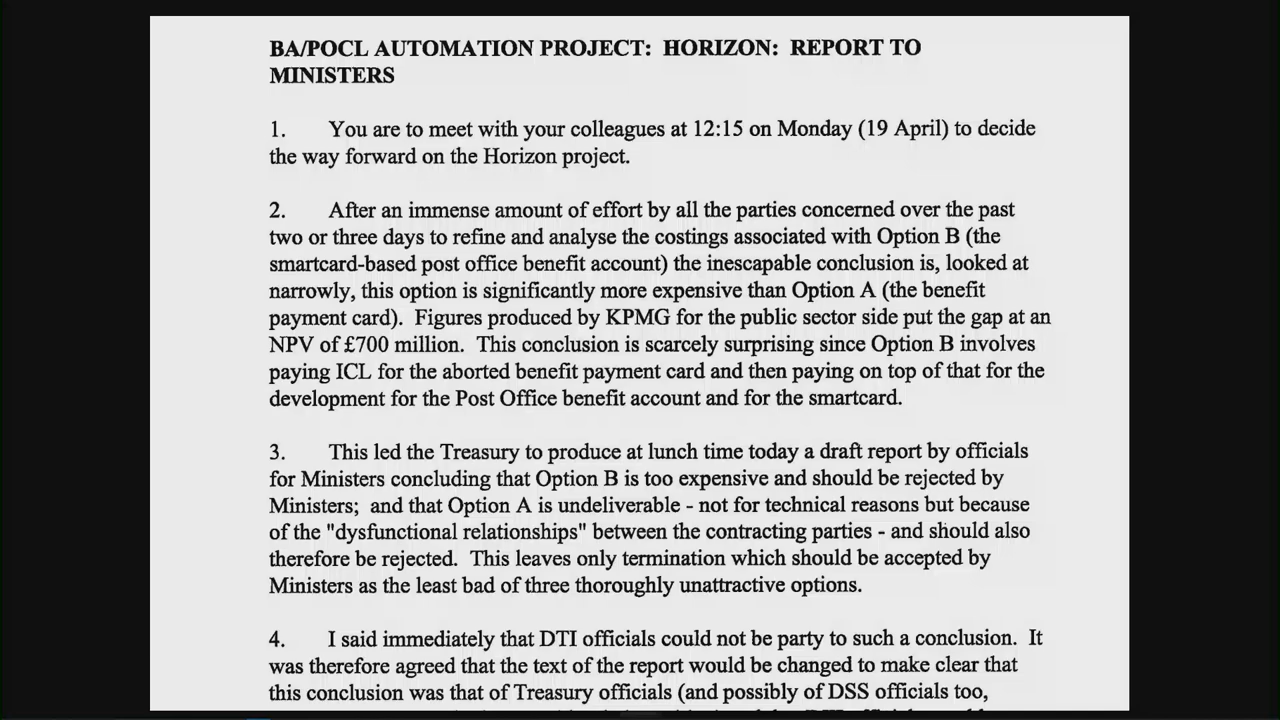 BA/POCL AUTOMATION PROJECT: HORIZON: REPORT TO
MINISTERS
1. You are to meet with your colleagues at 12:15 on Monday (19 April) to decide
the way forward on the Horizon project.
2. After an immense amount of effort by all the parties concerned over the past
two or three days to refine and analyse the costings associated with Option B (the
smartcard-based post office benefit account) the inescapable conclusion is, looked at
narrowly, this option is significantly more expensive than Option A (the benefit
payment card). Figures produced by KPMG for the public sector side put the gap at an
NPV of £700 million. This conclusion is scarcely surprising since Option B involves
paying ICL for the aborted benefit payment card and then paying on top of that for the
development for the Post Office benefit account and for the smartcard.
3. This led the Treasury to produce at lunch time today a draft report by officials
for Ministers concluding that Option B is too expensive and should be rejected by
Ministers; and that Option A is undeliverable - not for technical reasons but because
of the "dysfunctional relationships" between the contracting parties - and should also
therefore be rejected. This leaves only termination which should be accepted by
Ministers as the least bad of three thoroughly unattractive options.
4. I said immediately that DTI officials could not be party to such a conclusion. It
was therefore agreed that the text of the report would be changed to make clear that
this conclusion was that of Treasury officials (and possibly of DSS officials too,